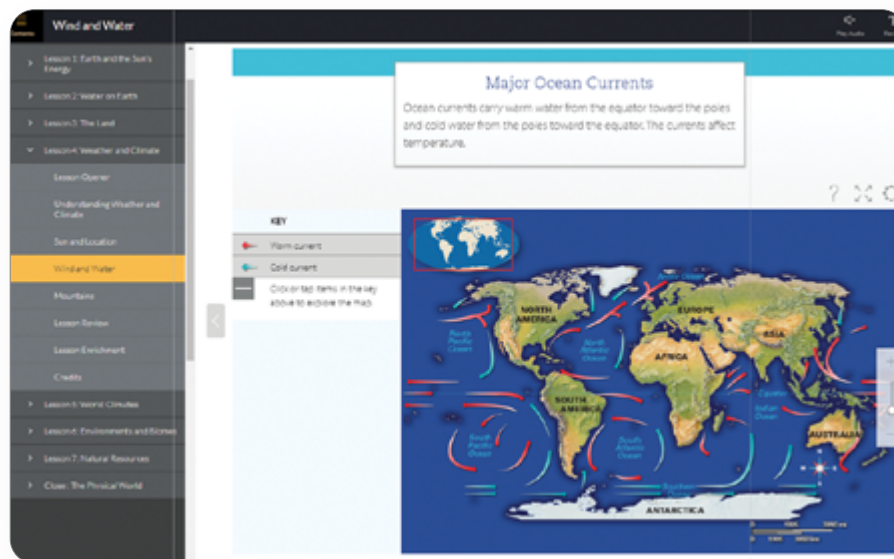 Contents
Wind and Water
Play Audio
Lesson 1: Earth and the Sun's
Energy
Lesson 2: Water on Earth
Lesson 3: The Land
Lesson 4: Weather and Climate
Lesson Opener
Understanding Weather and
Climate
Sun and Location
Wind and Water
Mountains
Lesson Review
Lesson Enrichment
Credits
Lesson 5: World Climates
Lesson 6: Environments and Biomes
Lesson 7: Natural Resources
Close: The Physical World
Major Ocean Currents
Ocean currents carry warm water from the equator toward the poles
and cold water from the poles toward the equator. The currents affect
temperature.
?
KEY
Warm current
Cold current
Click or tap items in the key
above to explore the map.
Arctic Ocean
NORTH
AMERICA
EUROPE
ASIA
North
Pacific
Ocean
North
Atlantic
Ocean
AFRICA
Equator
SOUTH
AMERICA
Indian
Ocean
South
Pacific
Ocean
South
Atlantic
Ocean
AUSTRALIA
Southern
Ocean
ANTARCTICA